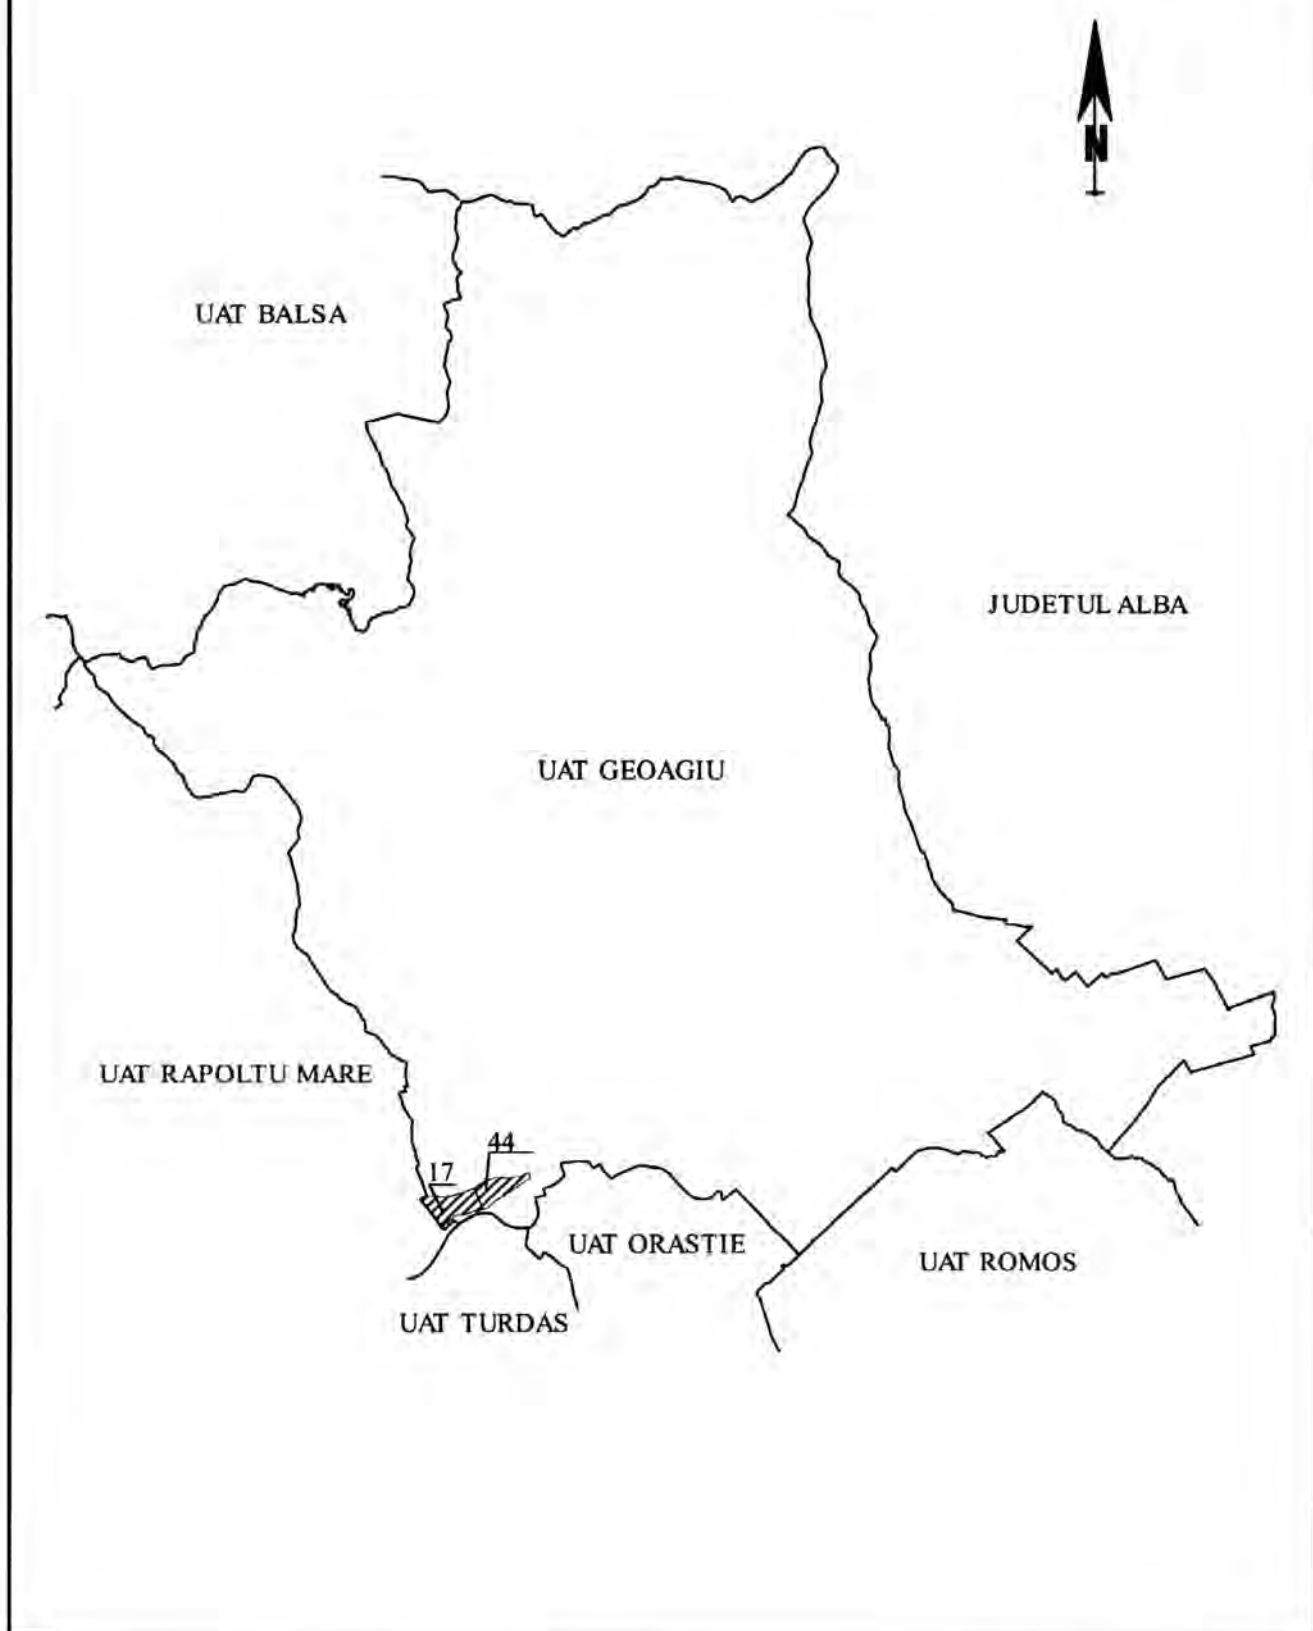 N
UAT BALSA
JUDETUL ALBA
UAT GEOAGIU
UAT RAPOLTU MARE
44
17
UAT ORASTIE
UAT ROMOS
UAT TURDAS